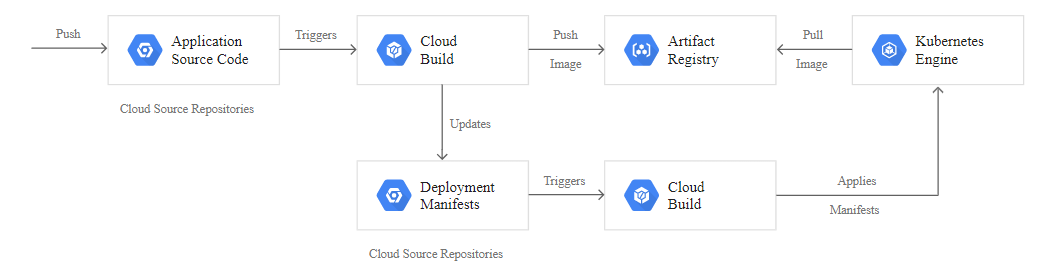 Push
Application
Source Code
Triggers
Cloud
Build
Push
Image
Artifact
Registry
Pull
Image
Kubernetes
Engine
Cloud Source Repositories
Updates
Deployment
Manifests
Triggers
Cloud
Build
Applies
Manifests
Cloud Source Repositories